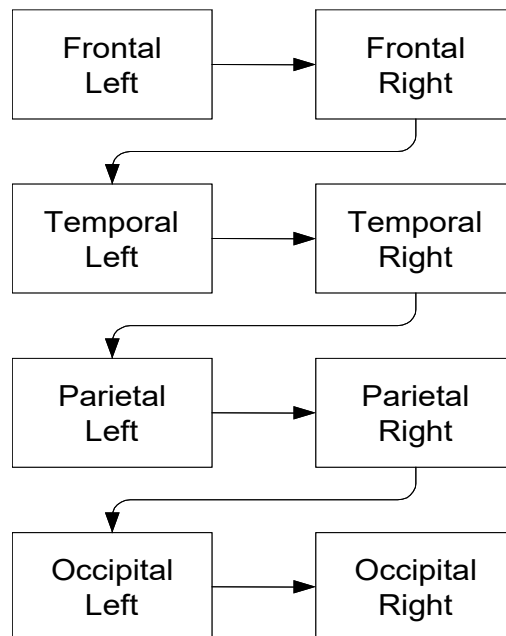 Frontal
Left
Frontal
Right
Temporal
Left
Temporal
Right
Parietal
Left
Parietal
Right
Occipital
Left
Occipital
Right